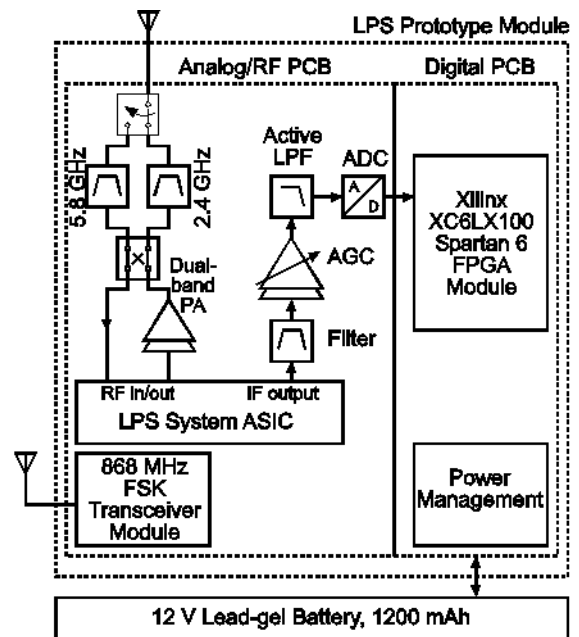 LPS Prototype Module
Analog/RF PCB
Digital PCB
5.8 GHz
2.4 GHz
Active
LPF
ADC
A
D
Xilinx
XC6LX100
Spartan 6
FPGA
Module
Dual-
band
PA
AGC
Filter
RF in/out
IF output
LPS System ASIC
868 MHz
FSK
Transceiver
Module
Power
Management
12 V Lead-gel Battery, 1200 mAh